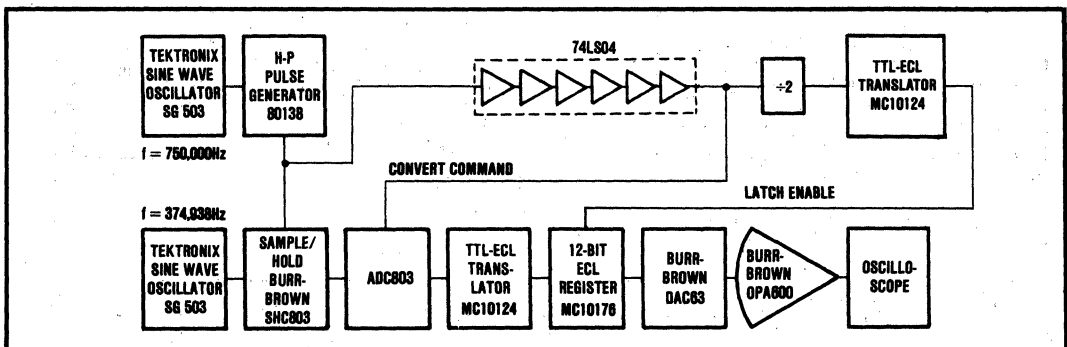 TEKTRONIX
SINE WAVE
OSCILLATOR
SG 503
H-P
PULSE
GENERATOR
8013B
74LS04
÷2
TTL-ECL
TRANSLATOR
MC10124
f = 750,000Hz
CONVERT COMMAND
LATCH ENABLE
f = 374,938Hz
TEKTRONIX
SINE WAVE
OSCILLATOR
SG 503
SAMPLE/
HOLD
BURR-
BROWN
SHC803
ADC803
TTL-ECL
TRANS-
LATOR
MC10124
12-BIT
ECL
REGISTER
MC10176
BURR-
BROWN
DAC63
BURR-
BROWN
OPA600
OSCILLO-
SCOPE